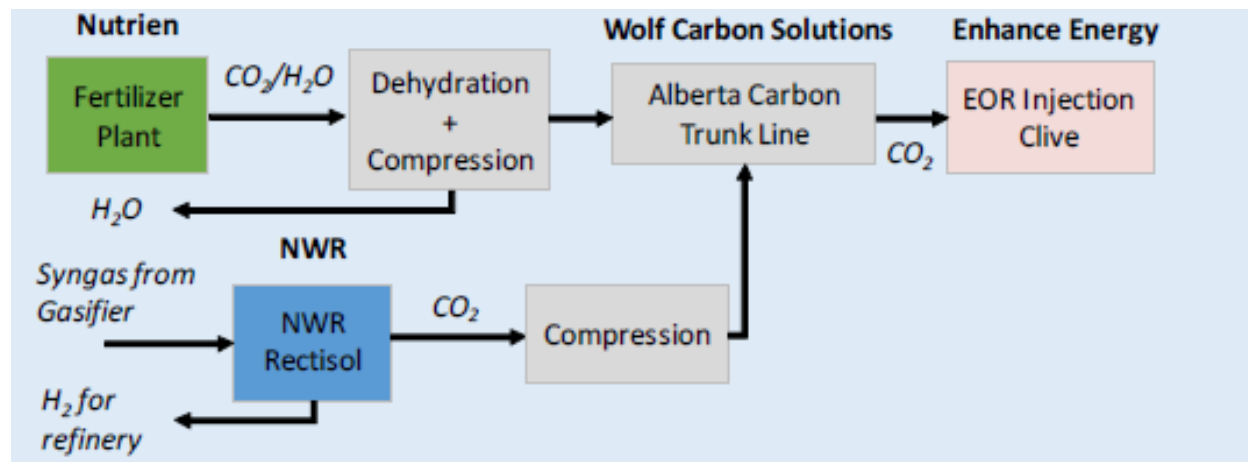 Nutrien
Wolf Carbon Solutions
Enhance Energy
Fertilizer
Plant
CO₂/H₂O
Dehydration
+
Compression
Alberta Carbon
Trunk Line
CO₂
EOR Injection
Clive
H₂O
NWR
Syngas from
Gasifier
NWR
Rectisol
CO₂
Compression
H₂ for
refinery